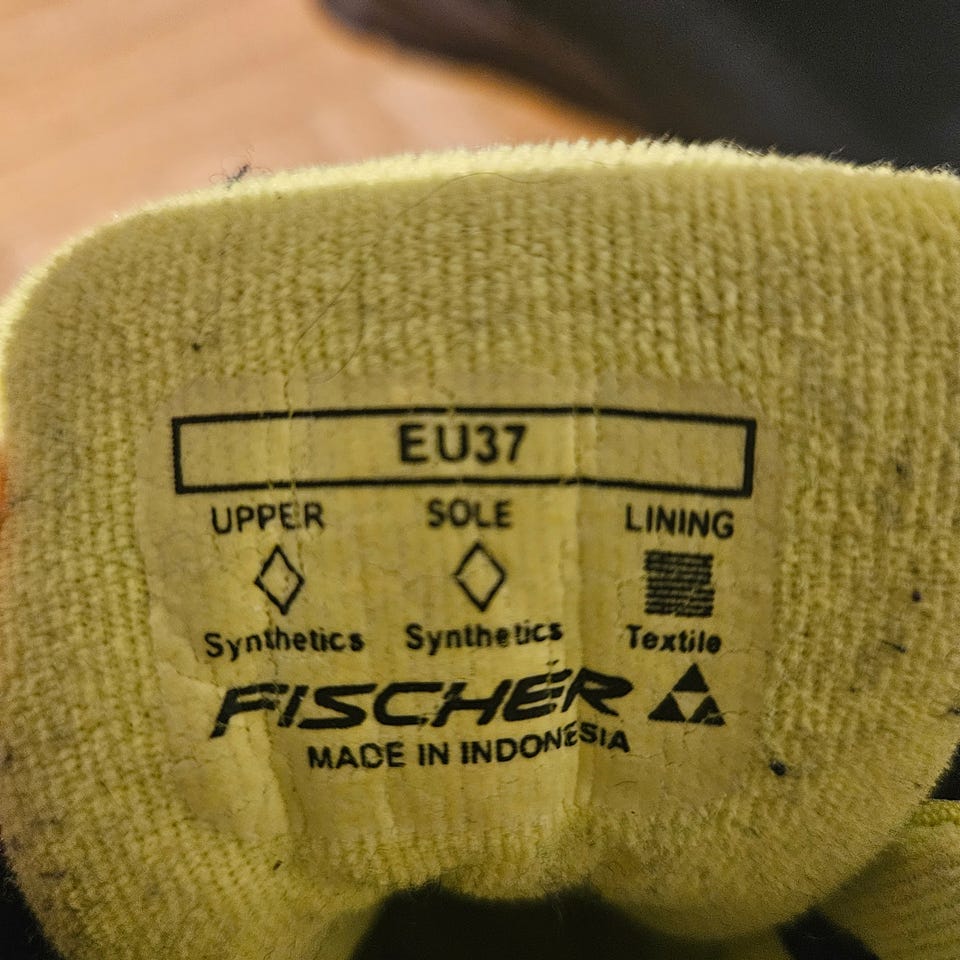 EU37
UPPER SOLE LINING
Synthetics Synthetics Textile
FISCHER
MADE IN INDONESIA